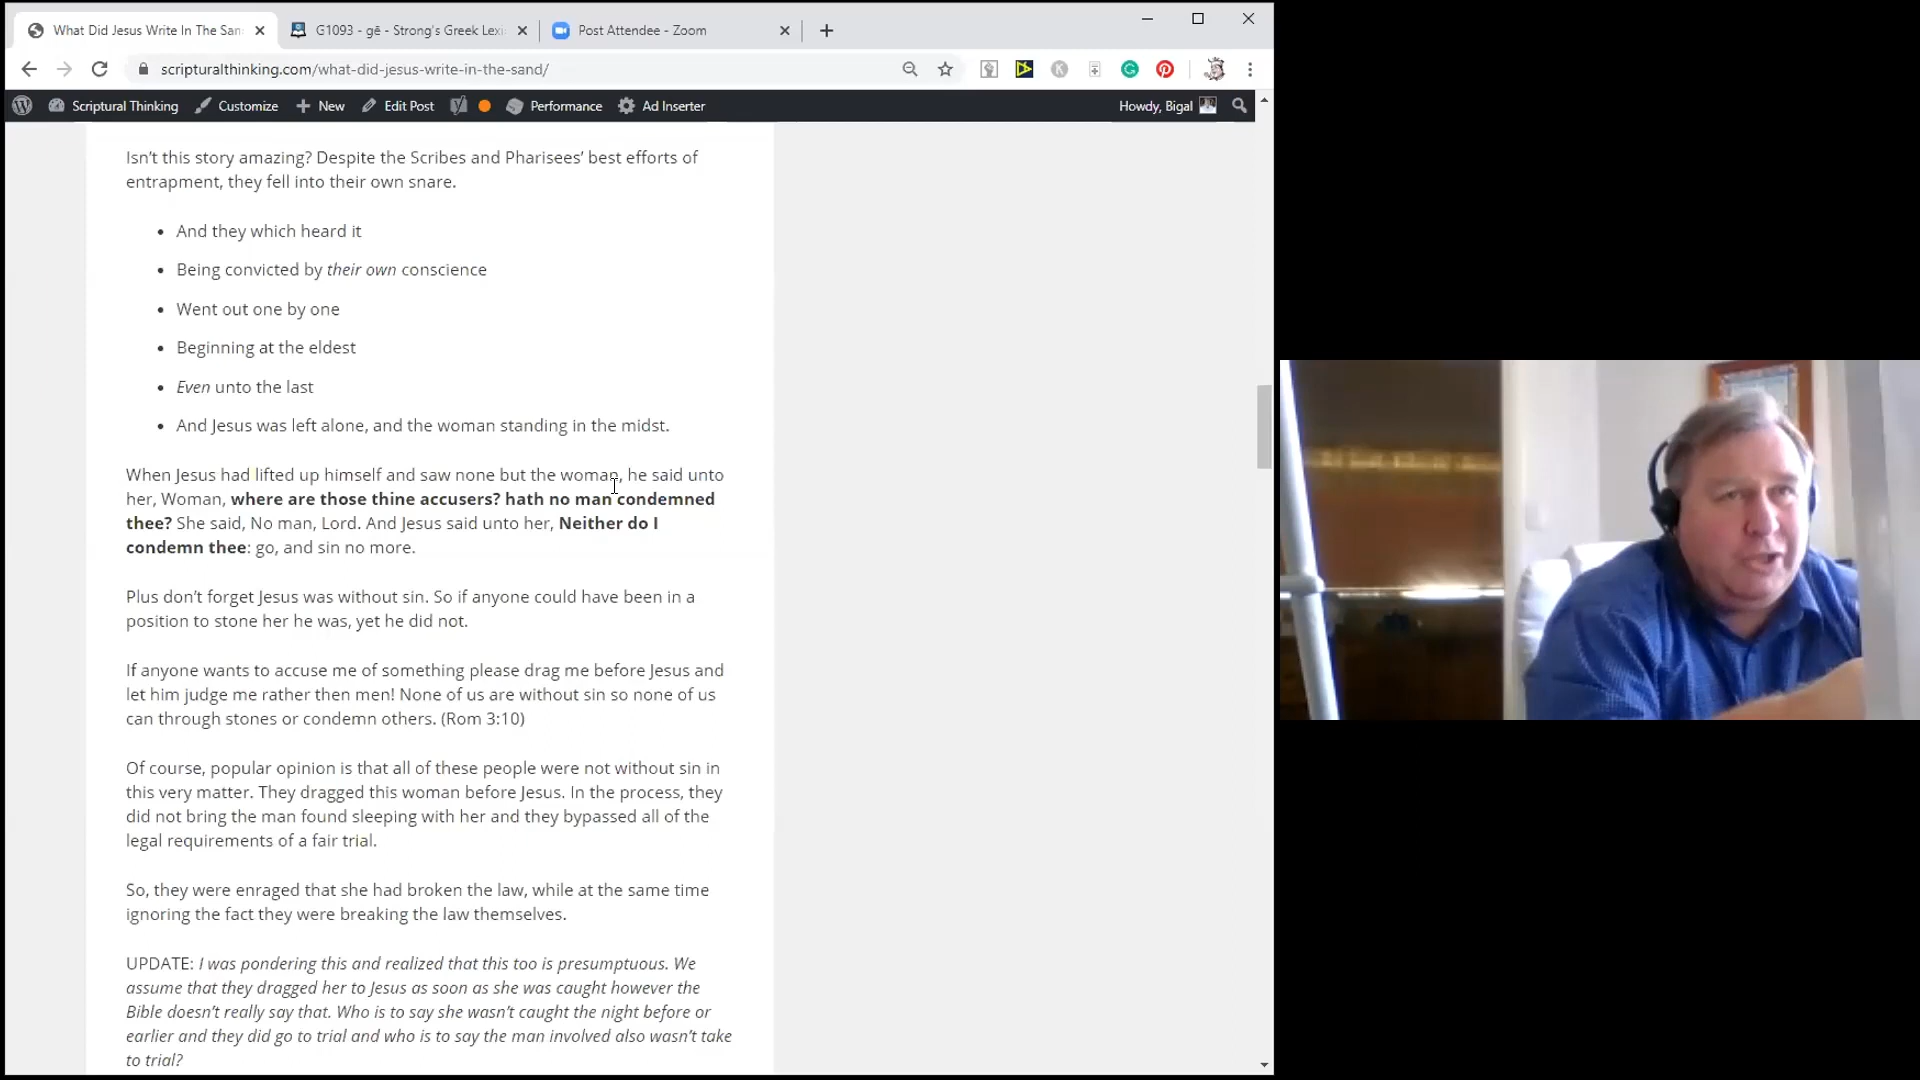 What Did Jesus Write In The San
G1093 - gē - Strong's Greek Lexi
Post Attendee - Zoom
scripturalthinking.com/what-did-jesus-write-in-the-sand/
Scriptural Thinking Customize New Edit Post Performance Ad Inserter Howdy, Bigal
Isn’t this story amazing? Despite the Scribes and Pharisees’ best efforts of
entrapment, they fell into their own snare.
• And they which heard it
• Being convicted by their own conscience
• Went out one by one
• Beginning at the eldest
• Even unto the last
• And Jesus was left alone, and the woman standing in the midst.
When Jesus had lifted up himself and saw none but the woman, he said unto
her, Woman, where are those thine accusers? hath no man condemned
thee? She said, No man, Lord. And Jesus said unto her, Neither do I
condemn thee: go, and sin no more.
Plus don’t forget Jesus was without sin. So if anyone could have been in a
position to stone her he was, yet he did not.
If anyone wants to accuse me of something please drag me before Jesus and
let him judge me rather then men! None of us are without sin so none of us
can through stones or condemn others. (Rom 3:10)
Of course, popular opinion is that all of these people were not without sin in
this very matter. They dragged this woman before Jesus. In the process, they
did not bring the man found sleeping with her and they bypassed all of the
legal requirements of a fair trial.
So, they were enraged that she had broken the law, while at the same time
ignoring the fact they were breaking the law themselves.
UPDATE: I was pondering this and realized that this too is presumptuous. We
assume that they dragged her to Jesus as soon as she was caught however the
Bible doesn’t really say that. Who is to say she wasn’t caught the night before or
earlier and they did go to trial and who is to say the man involved also wasn’t take
to trial?